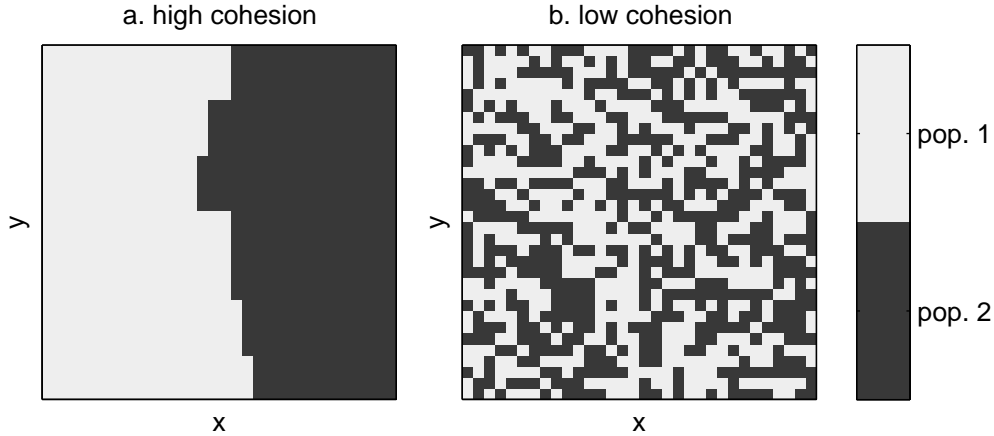 a. high cohesion
b. low cohesion
y
x
y
x
pop. 1
pop. 2